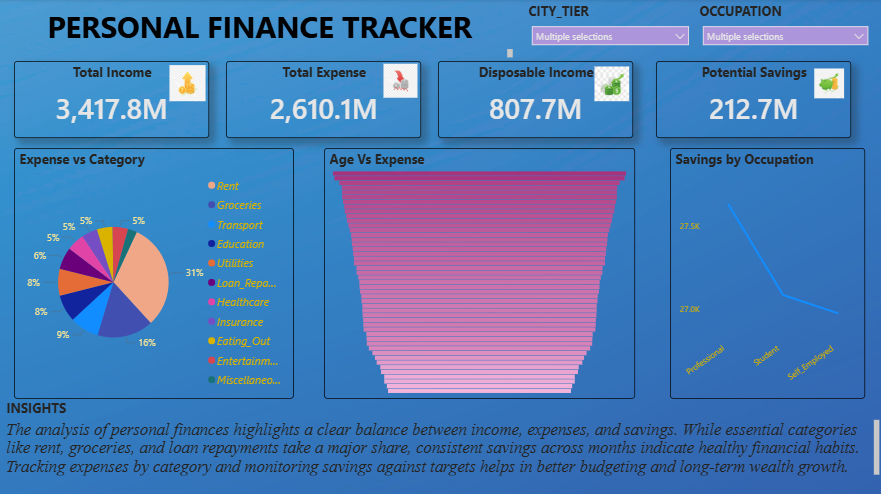 PERSONAL FINANCE TRACKER
CITY_TIER
OCCUPATION
Multiple selections
Multiple selections
Total Income
3,417.8M
Total Expense
2,610.1M
Disposable Income
807.7M
Potential Savings
212.7M
Expense vs Category
5%
5%
5%
5%
6%
8%
8%
9%
16%
31%
Rent
Groceries
Transport
Education
Utilities
Loan_Repa...
Healthcare
Insurance
Eating_Out
Entertainm...
Miscellaneo...
Age Vs Expense
Savings by Occupation
27.5K
27.0K
Professional
Student
Self_Employed
INSIGHTS
The analysis of personal finances highlights a clear balance between income, expenses, and savings. While essential categories
like rent, groceries, and loan repayments take a major share, consistent savings across months indicate healthy financial habits.
Tracking expenses by category and monitoring savings against targets helps in better budgeting and long-term wealth growth.